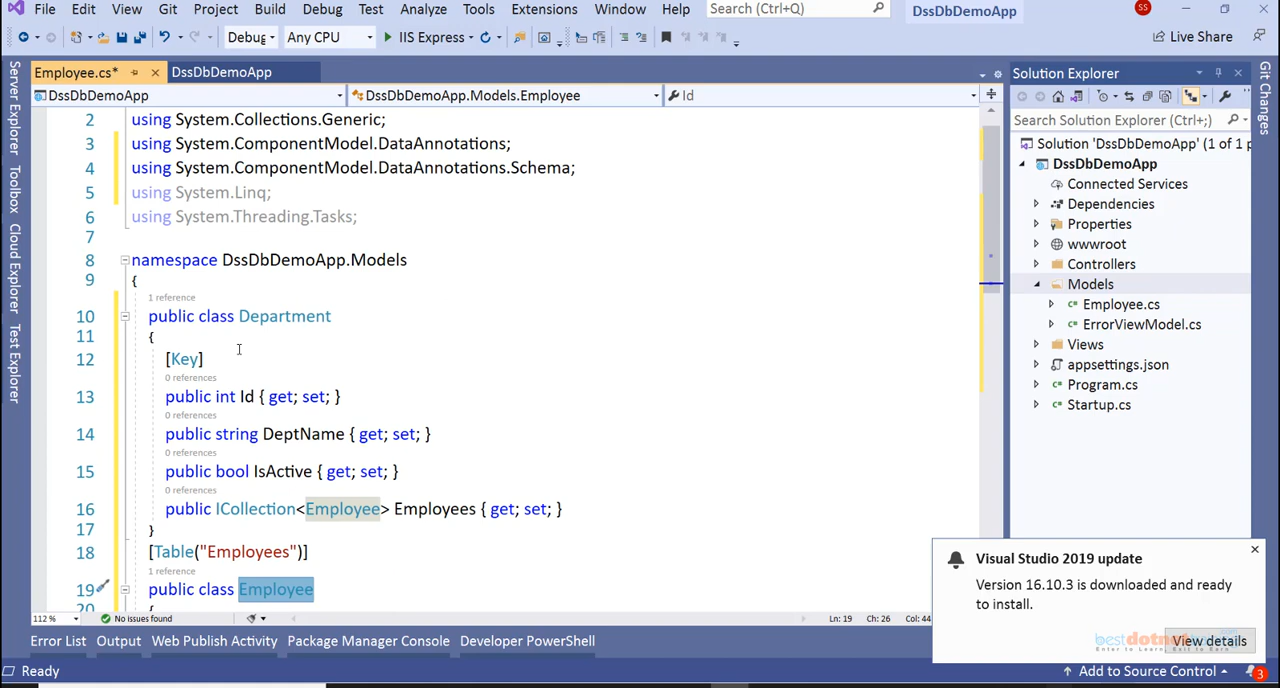 File Edit View Git Project Build Debug Test Analyze Tools Extensions Window Help Search (Ctrl+Q) DssDbDemoApp SS
Debug Any CPU IIS Express Live Share
Server Explorer
Toolbox
Cloud Explorer
Test Explorer
Employee.cs* DssDbDemoApp
DssDbDemoApp DssDbDemoApp.Models.Employee Id
2 using System.Collections.Generic;
3 using System.ComponentModel.DataAnnotations;
4 using System.ComponentModel.DataAnnotations.Schema;
5 using System.Linq;
6 using System.Threading.Tasks;
7
8 namespace DssDbDemoApp.Models
9 {
1 reference
10 public class Department
11 {
12 [Key]
0 references
13 public int Id { get; set; }
0 references
14 public string DeptName { get; set; }
0 references
15 public bool IsActive { get; set; }
0 references
16 public ICollection<Employee> Employees { get; set; }
17 }
18 [Table("Employees")]
1 reference
19 public class Employee
20 {
112 % No issues found Ln: 19 Ch: 26 Col: 44
Error List Output Web Publish Activity Package Manager Console Developer PowerShell
Ready Add to Source Control 3
Solution Explorer
Search Solution Explorer (Ctrl+;)
Solution 'DssDbDemoApp' (1 of 1 p
DssDbDemoApp
Connected Services
Dependencies
Properties
wwwroot
Controllers
Models
Employee.cs
ErrorViewModel.cs
Views
appsettings.json
Program.cs
Startup.cs
Git Changes
Visual Studio 2019 update
Version 16.10.3 is downloaded and ready
to install.
View details